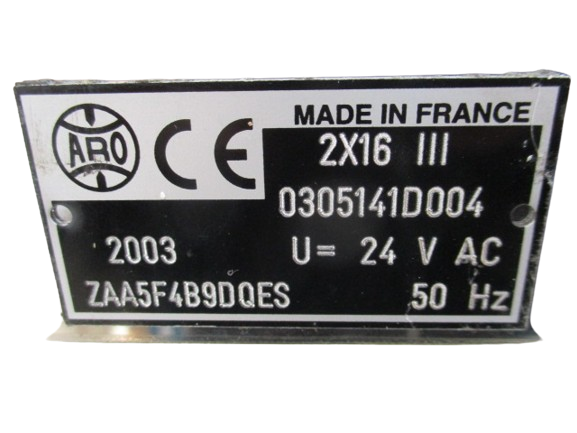 MADE IN FRANCE
ARO CE
2X16 III
0305141D004
2003 U= 24 V AC
ZAA5F4B9DQES 50 Hz